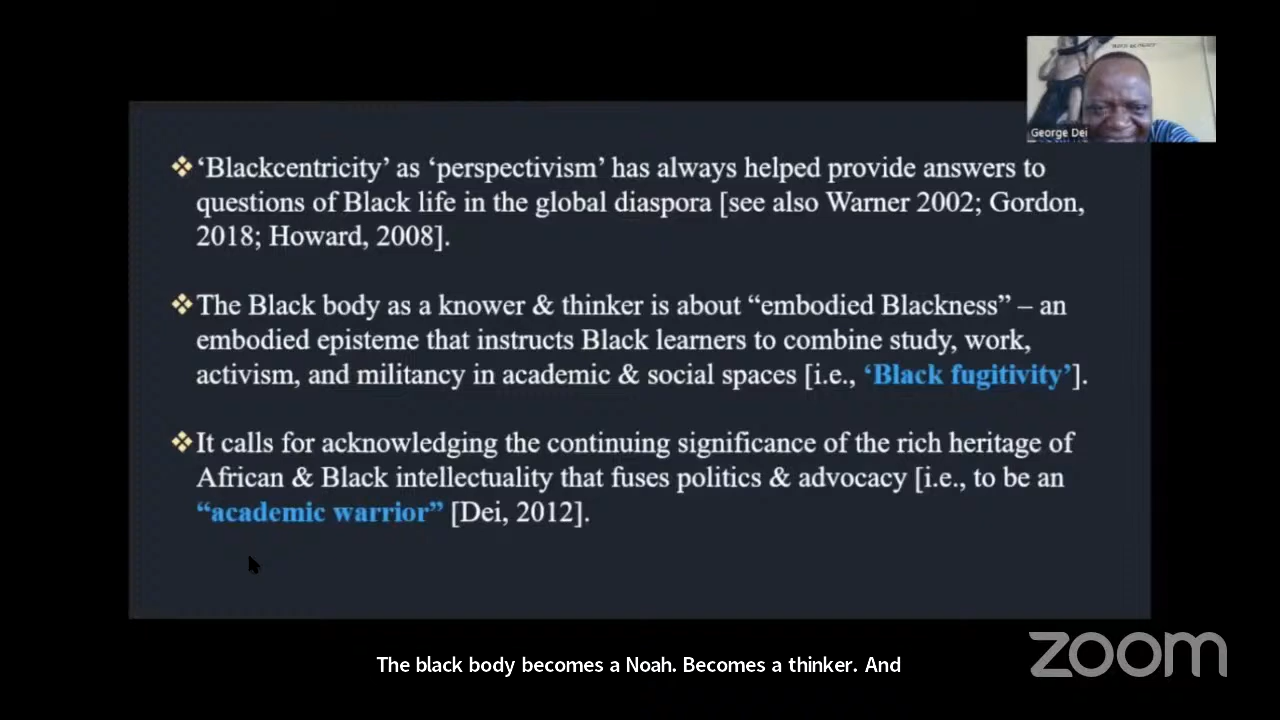 ❖‘Blackcentricity’ as ‘perspectivism’ has always helped provide answers to
questions of Black life in the global diaspora [see also Warner 2002; Gordon,
2018; Howard, 2008].
❖The Black body as a knower & thinker is about “embodied Blackness” – an
embodied episteme that instructs Black learners to combine study, work,
activism, and militancy in academic & social spaces [i.e., ‘Black fugitivity’].
❖It calls for acknowledging the continuing significance of the rich heritage of
African & Black intellectuality that fuses politics & advocacy [i.e., to be an
“academic warrior” [Dei, 2012].
George Dei
The black body becomes a Noah. Becomes a thinker. And
zoom